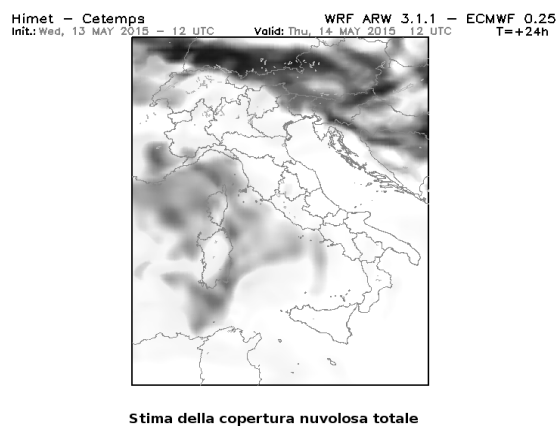 Himet – Cetemps WRF ARW 3.1.1 – ECMWF 0.25
Init.: Wed, 13 MAY 2015 – 12 UTC Valid: Thu, 14 MAY 2015 12 UTC T=+24h
Stima della copertura nuvolosa totale